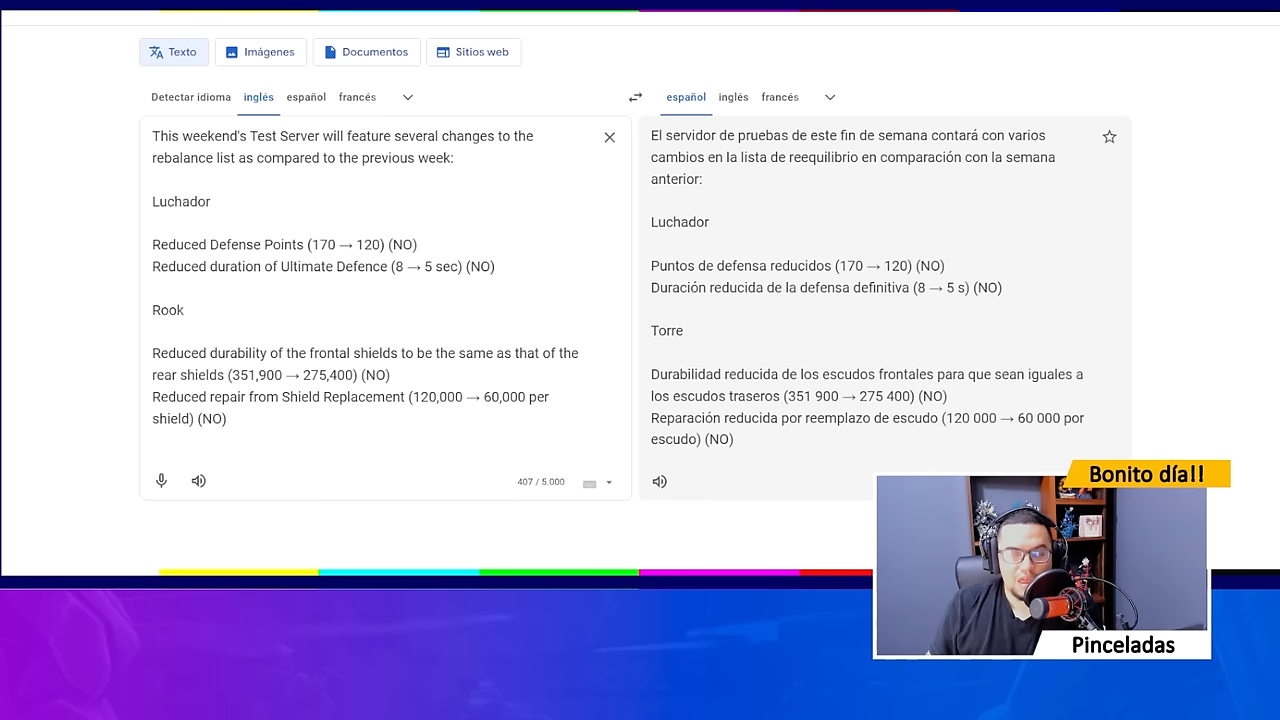 Texto
Imágenes
Documentos
Sitios web
Detectar idioma inglés español francés
español inglés francés
This weekend's Test Server will feature several changes to the
rebalance list as compared to the previous week:
Luchador
Reduced Defense Points (170 → 120) (NO)
Reduced duration of Ultimate Defence (8 → 5 sec) (NO)
Rook
Reduced durability of the frontal shields to be the same as that of the
rear shields (351,900 → 275,400) (NO)
Reduced repair from Shield Replacement (120,000 → 60,000 per
shield) (NO)
407 / 5.000
El servidor de pruebas de este fin de semana contará con varios
cambios en la lista de reequilibrio en comparación con la semana
anterior:
Luchador
Puntos de defensa reducidos (170 → 120) (NO)
Duración reducida de la defensa definitiva (8 → 5 s) (NO)
Torre
Durabilidad reducida de los escudos frontales para que sean iguales a
los escudos traseros (351 900 → 275 400) (NO)
Reparación reducida por reemplazo de escudo (120 000 → 60 000 por
escudo) (NO)
Bonito día!!
Pinceladas